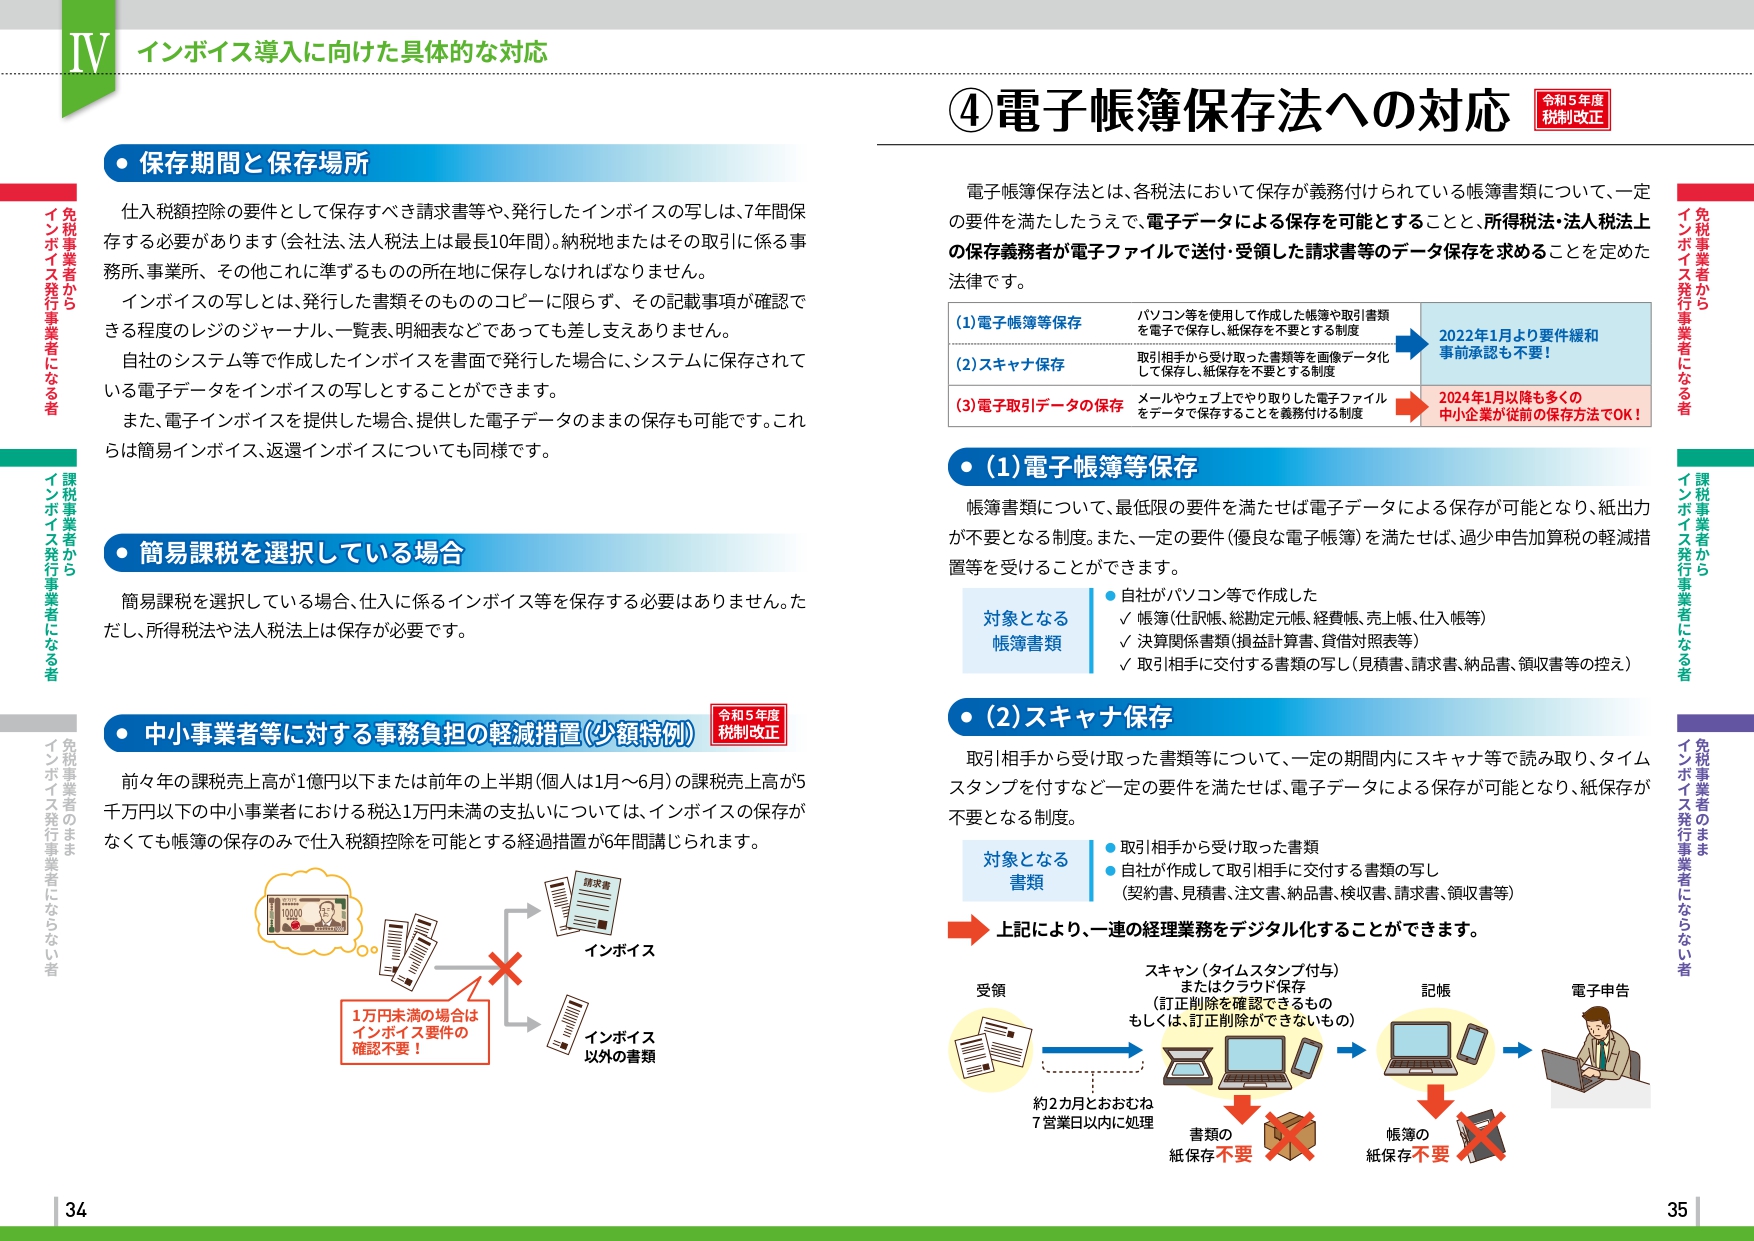 Ⅳ
インボイス導入に向けた具体的な対応
免税事業者から
インボイス発行事業者になる者
課税事業者から
インボイス発行事業者になる者
免税事業者のまま
インボイス発行事業者にならない者
● 保存期間と保存場所
仕入税額控除の要件として保存すべき請求書等や、発行したインボイスの写しは、7年間保
存する必要があります（会社法、法人税法上は最長10年間）。納税地またはその取引に係る事
務所、事業所、その他これに準ずるものの所在地に保存しなければなりません。
インボイスの写しとは、発行した書類そのもののコピーに限らず、その記載事項が確認で
きる程度のレジのジャーナル、一覧表、明細表などであっても差し支えありません。
自社のシステム等で作成したインボイスを書面で発行した場合に、システムに保存されて
いる電子データをインボイスの写しとすることができます。
また、電子インボイスを提供した場合、提供した電子データのままの保存も可能です。これ
らは簡易インボイス、返還インボイスについても同様です。
● 簡易課税を選択している場合
簡易課税を選択している場合、仕入に係るインボイス等を保存する必要はありません。た
だし、所得税法や法人税法上は保存が必要です。
● 中小事業者等に対する事務負担の軽減措置（少額特例）
令和5年度
税制改正
前々年の課税売上高が1億円以下または前年の上半期（個人は1月～6月）の課税売上高が5
千万円以下の中小事業者における税込1万円未満の支払いについては、インボイスの保存が
なくても帳簿の保存のみで仕入税額控除を可能とする経過措置が6年間講じられます。
10000
請求書
インボイス
1万円未満の場合は
インボイス要件の
確認不要！
インボイス
以外の書類
34
④電子帳簿保存法への対応
令和5年度
税制改正
電子帳簿保存法とは、各税法において保存が義務付けられている帳簿書類について、一定
の要件を満たしたうえで、電子データによる保存を可能とすることと、所得税法・法人税法上
の保存義務者が電子ファイルで送付・受領した請求書等のデータ保存を求めることを定めた
法律です。
（1）電子帳簿等保存
パソコン等を使用して作成した帳簿や取引書類
を電子で保存し、紙保存を不要とする制度
（2）スキャナ保存
取引相手から受け取った書類等を画像データ化
して保存し、紙保存を不要とする制度
2022年1月より要件緩和
事前承認も不要！
（3）電子取引データの保存
メールやウェブ上でやり取りした電子ファイル
をデータで保存することを義務付ける制度
2024年1月以降も多くの
中小企業が従前の保存方法でOK！
● （1）電子帳簿等保存
帳簿書類について、最低限の要件を満たせば電子データによる保存が可能となり、紙出力
が不要となる制度。また、一定の要件（優良な電子帳簿）を満たせば、過少申告加算税の軽減措
置等を受けることができます。
対象となる
帳簿書類
● 自社がパソコン等で作成した
✓ 帳簿（仕訳帳、総勘定元帳、経費帳、売上帳、仕入帳等）
✓ 決算関係書類（損益計算書、貸借対照表等）
✓ 取引相手に交付する書類の写し（見積書、請求書、納品書、領収書等の控え）
● （2）スキャナ保存
取引相手から受け取った書類等について、一定の期間内にスキャナ等で読み取り、タイム
スタンプを付すなど一定の要件を満たせば、電子データによる保存が可能となり、紙保存が
不要となる制度。
対象となる
書類
● 取引相手から受け取った書類
● 自社が作成して取引相手に交付する書類の写し
（契約書、見積書、注文書、納品書、検収書、請求書、領収書等）
上記により、一連の経理業務をデジタル化することができます。
受領
スキャン（タイムスタンプ付与）
またはクラウド保存
（訂正削除を確認できるもの
もしくは、訂正削除ができないもの）
記帳
電子申告
約2カ月とおおむね
7営業日以内に処理
書類の
紙保存不要
帳簿の
紙保存不要
免税事業者から
インボイス発行事業者になる者
課税事業者から
インボイス発行事業者になる者
免税事業者のまま
インボイス発行事業者にならない者
35